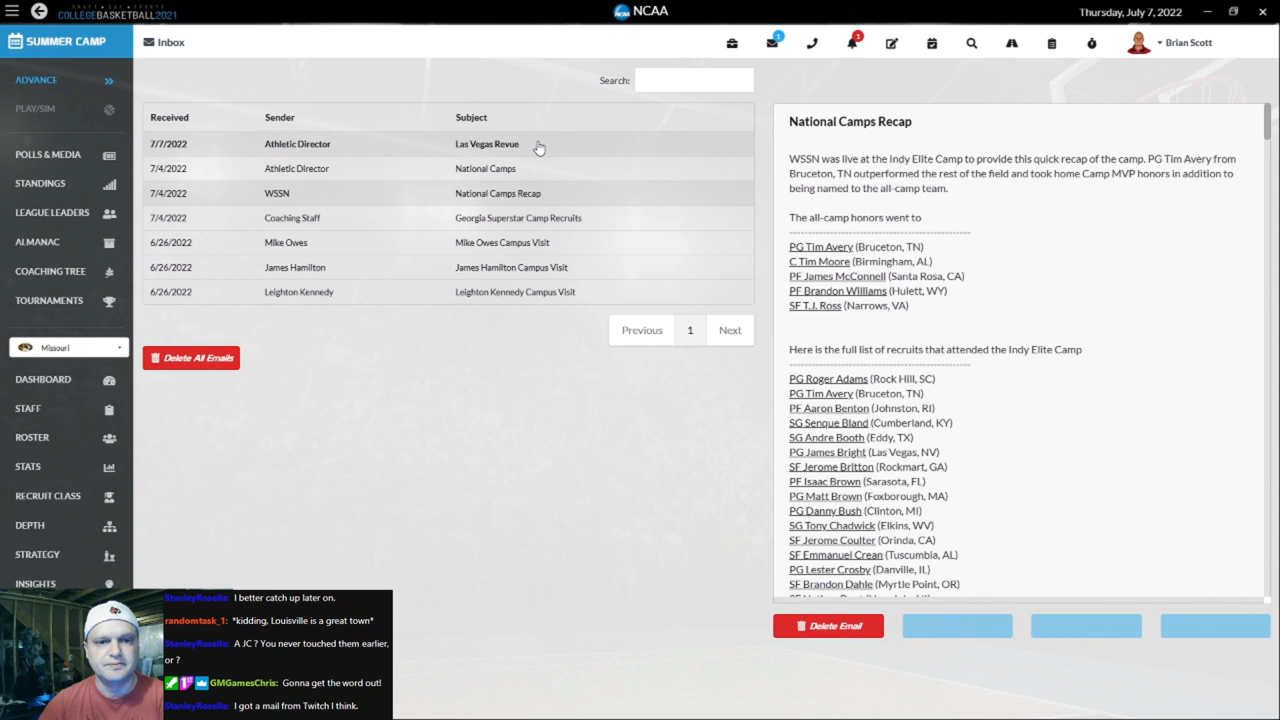 DRAFT DAY SPORTS
COLLEGEBASKETBALL2021
NCAA
Thursday, July 7, 2022
SUMMER CAMP
Inbox
1
1
Brian Scott
ADVANCE
PLAY/SIM
POLLS & MEDIA
STANDINGS
LEAGUE LEADERS
ALMANAC
COACHING TREE
TOURNAMENTS
Missouri
DASHBOARD
STAFF
ROSTER
STATS
RECRUIT CLASS
DEPTH
STRATEGY
INSIGHTS
Search:
Received Sender Subject
7/7/2022 Athletic Director Las Vegas Revue
7/4/2022 Athletic Director National Camps
7/4/2022 WSSN National Camps Recap
7/4/2022 Coaching Staff Georgia Superstar Camp Recruits
6/26/2022 Mike Owes Mike Owes Campus Visit
6/26/2022 James Hamilton James Hamilton Campus Visit
6/26/2022 Leighton Kennedy Leighton Kennedy Campus Visit
Previous 1 Next
Delete All Emails
National Camps Recap
WSSN was live at the Indy Elite Camp to provide this quick recap of the camp. PG Tim Avery from
Bruceton, TN outperformed the rest of the field and took home Camp MVP honors in addition to
being named to the all-camp team.
The all-camp honors went to
------------------------------------------------
PG Tim Avery (Bruceton, TN)
C Tim Moore (Birmingham, AL)
PF James McConnell (Santa Rosa, CA)
PF Brandon Williams (Hulett, WY)
SF T.J. Ross (Narrows, VA)
Here is the full list of recruits that attended the Indy Elite Camp
------------------------------------------------
PG Roger Adams (Rock Hill, SC)
PG Tim Avery (Bruceton, TN)
PF Aaron Benton (Johnston, RI)
SG Senque Bland (Cumberland, KY)
SG Andre Booth (Eddy, TX)
PG James Bright (Las Vegas, NV)
SF Jerome Britton (Rockmart, GA)
PF Isaac Brown (Sarasota, FL)
PG Matt Brown (Foxborough, MA)
PG Danny Bush (Clinton, MI)
SG Tony Chadwick (Elkins, WV)
SF Jerome Coulter (Orinda, CA)
SF Emmanuel Crean (Tuscumbia, AL)
PG Lester Crosby (Danville, IL)
SF Brandon Dahle (Myrtle Point, OR)
Delete Email
StanleyRosella: I better catch up later on.
randomtask_1: *kidding, Louisville is a great town*
StanleyRosella: A JC ? You never touched them earlier,
or ?
GMGamesChris: Gonna get the word out!
StanleyRosella: I got a mail from Twitch I think.